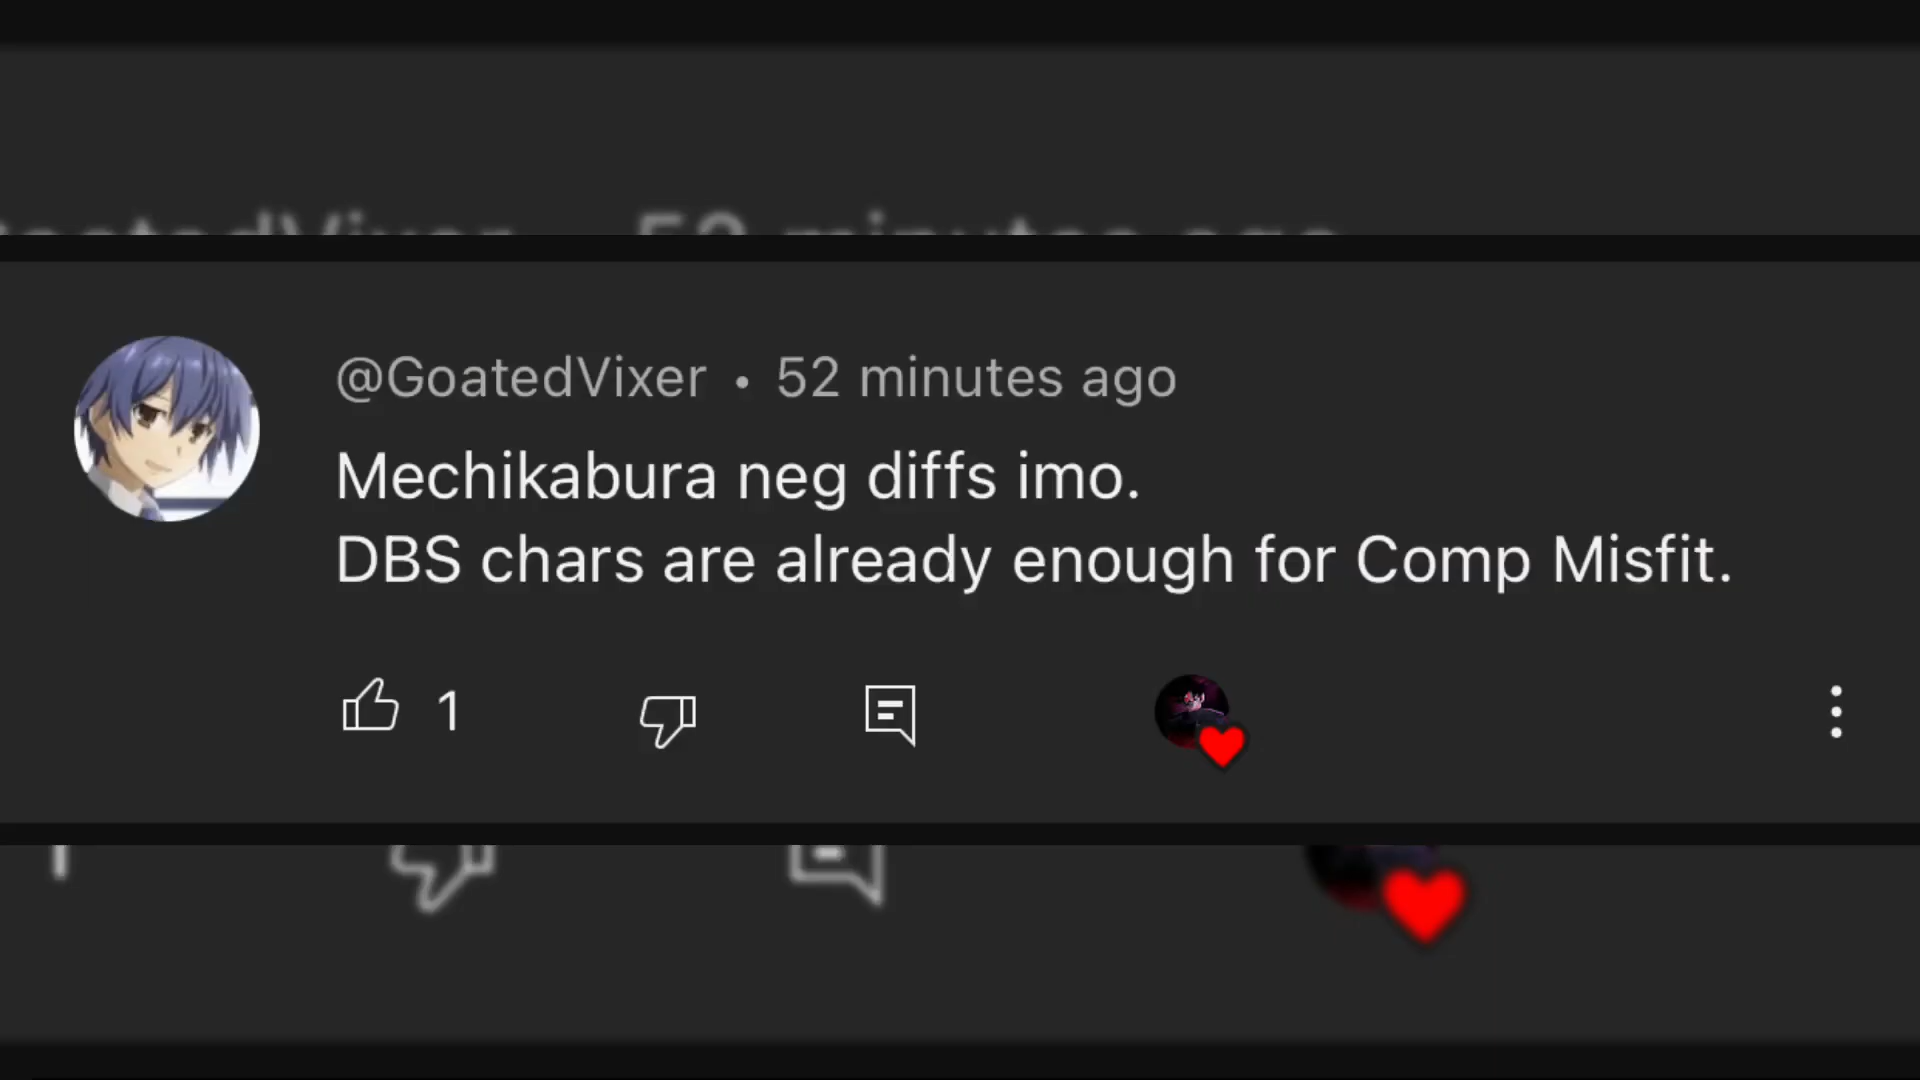 @GoatedVixer • 52 minutes ago
Mechikabura neg diffs imo.
DBS chars are already enough for Comp Misfit.
1